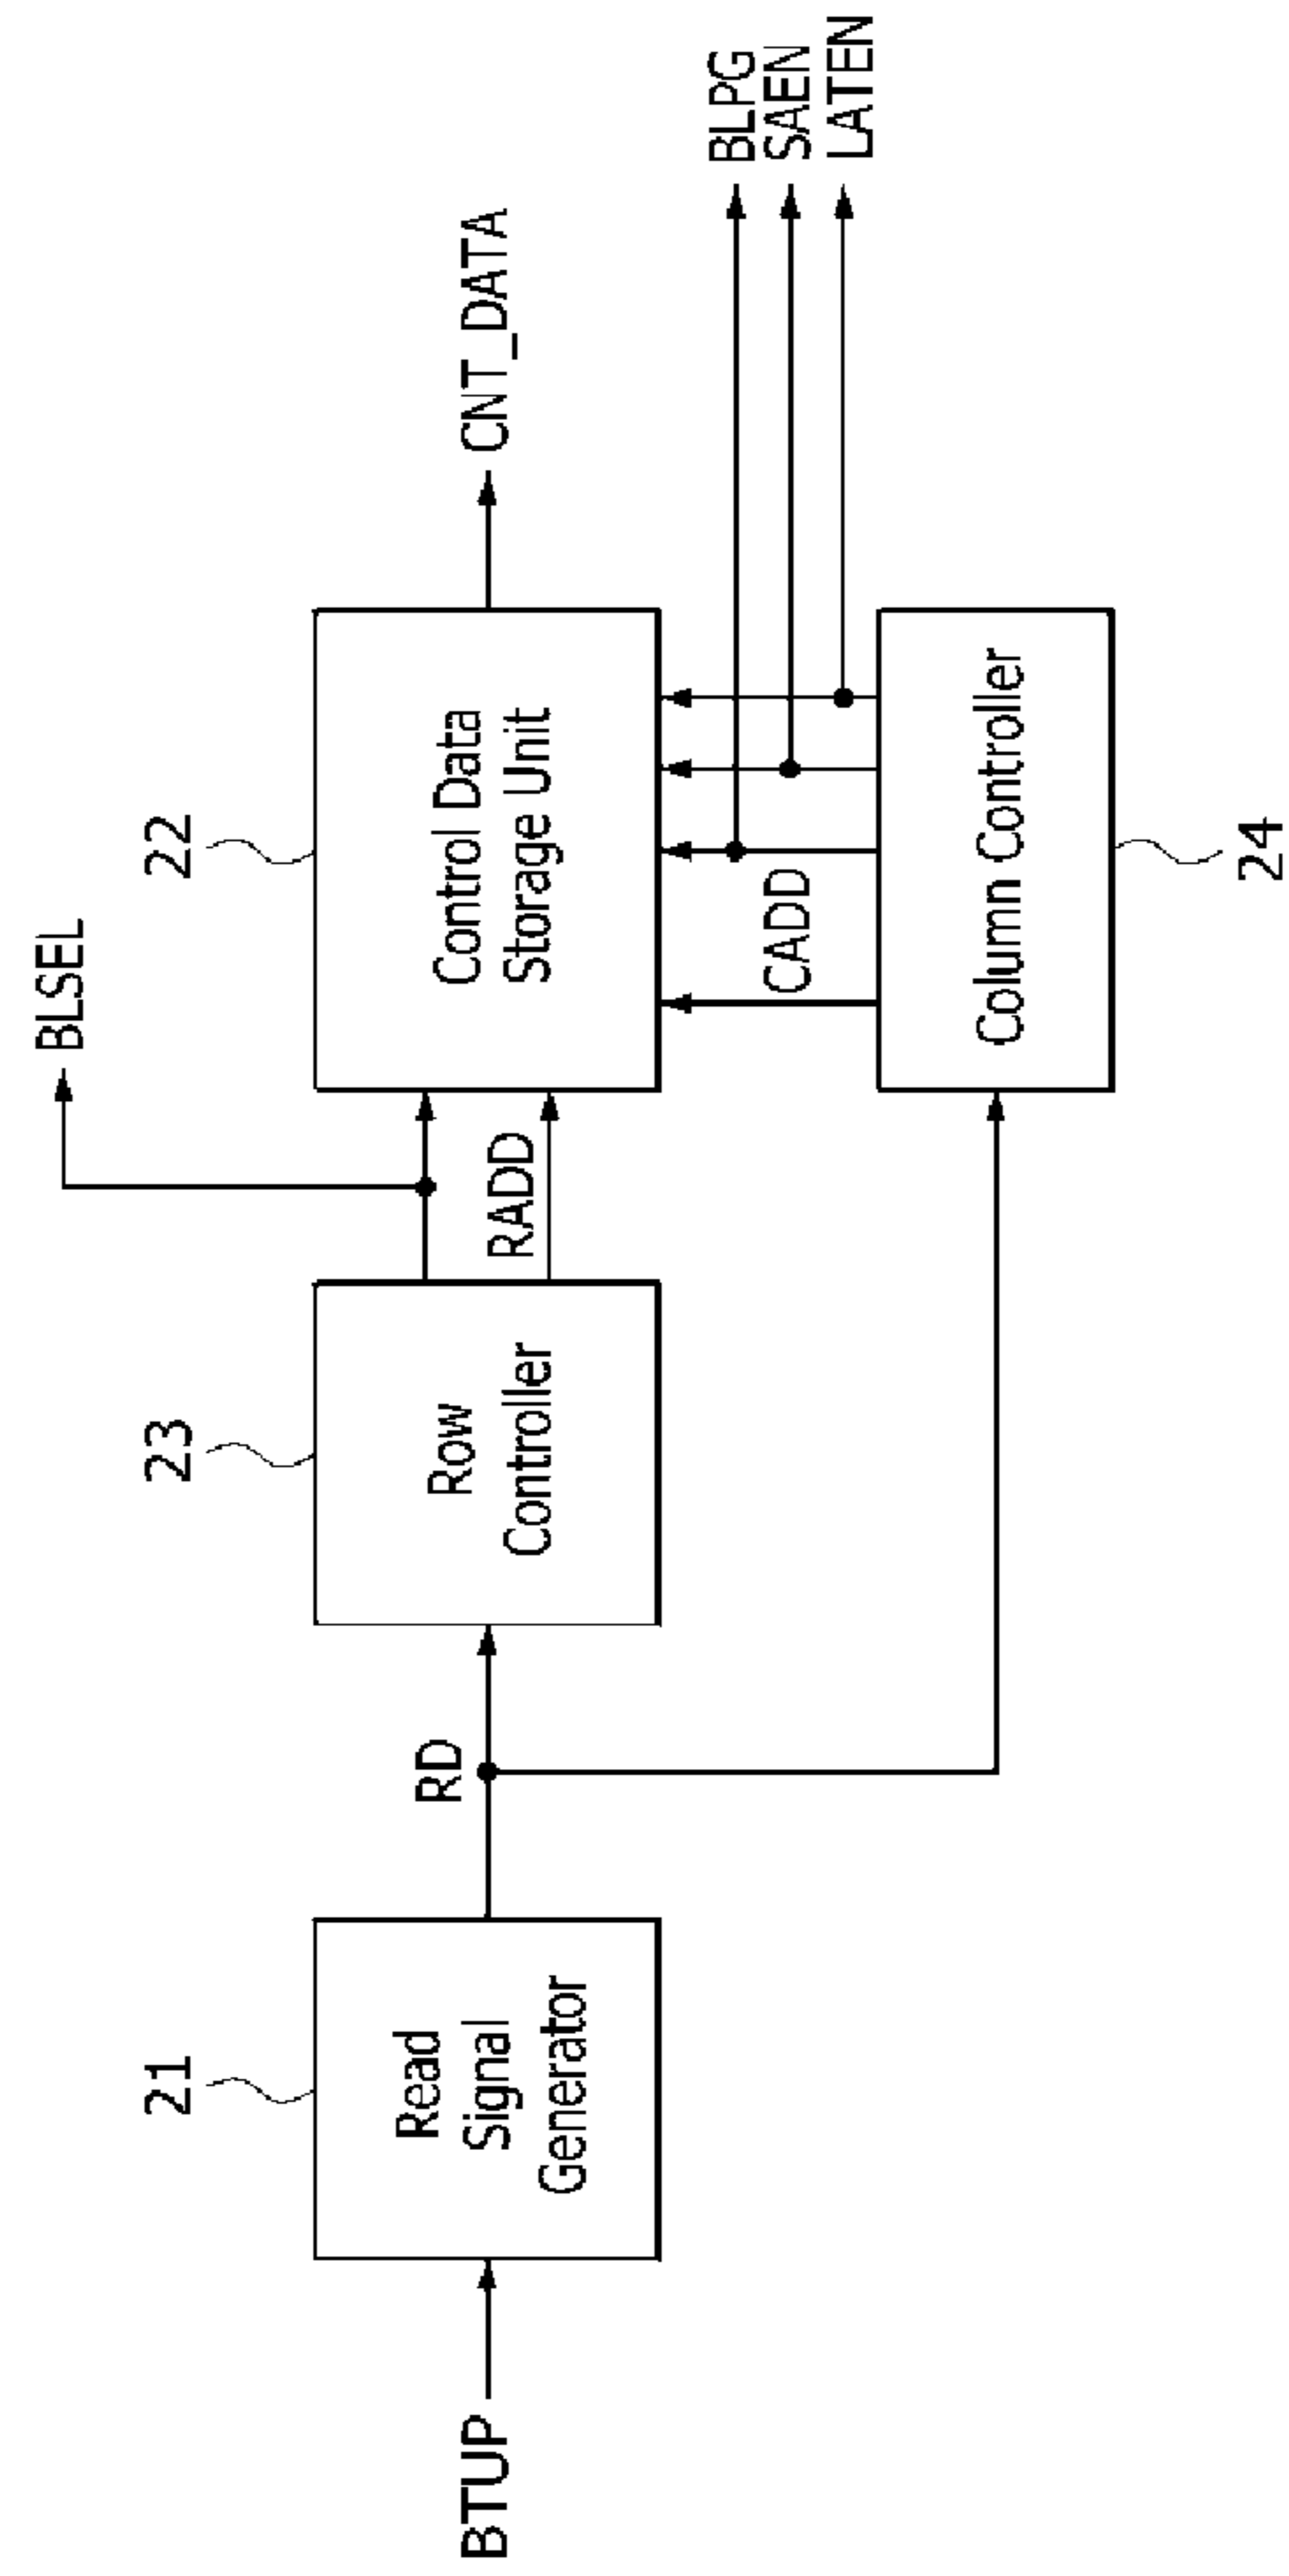 BLSEL
21
23
22
Read
Signal
Generator
RD
Row
Controller
RADD
Control Data
Storage Unit
CNT_DATA
BTUP
CADD
BLPG
SAEN
LATEN
Column Controller
24